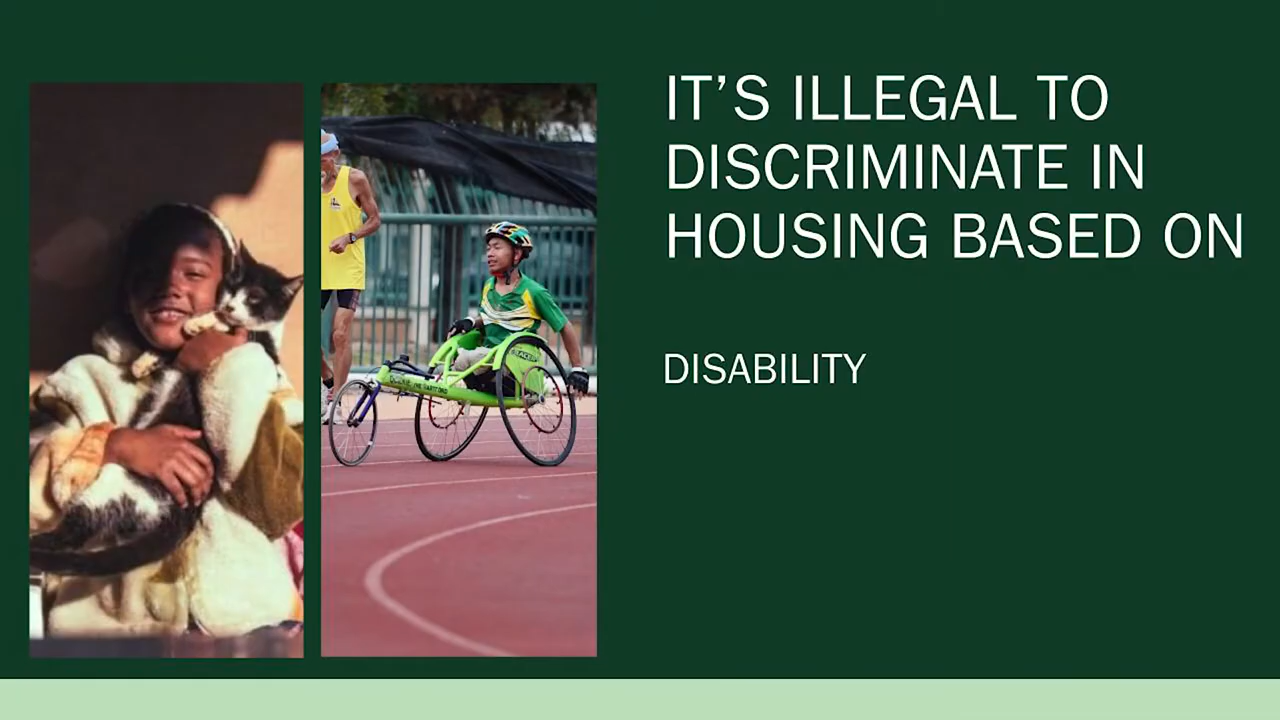 IT’S ILLEGAL TO
DISCRIMINATE IN
HOUSING BASED ON
DISABILITY